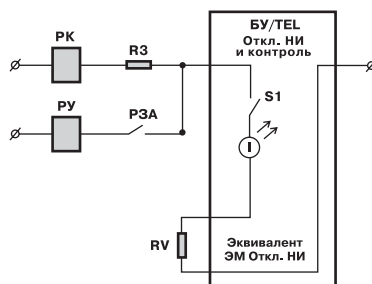 БУ/TEL
Откл. НИ
и контроль
РК
R3
S1
РУ
РЗА
I
RV
Эквивалент
ЭМ Откл. НИ